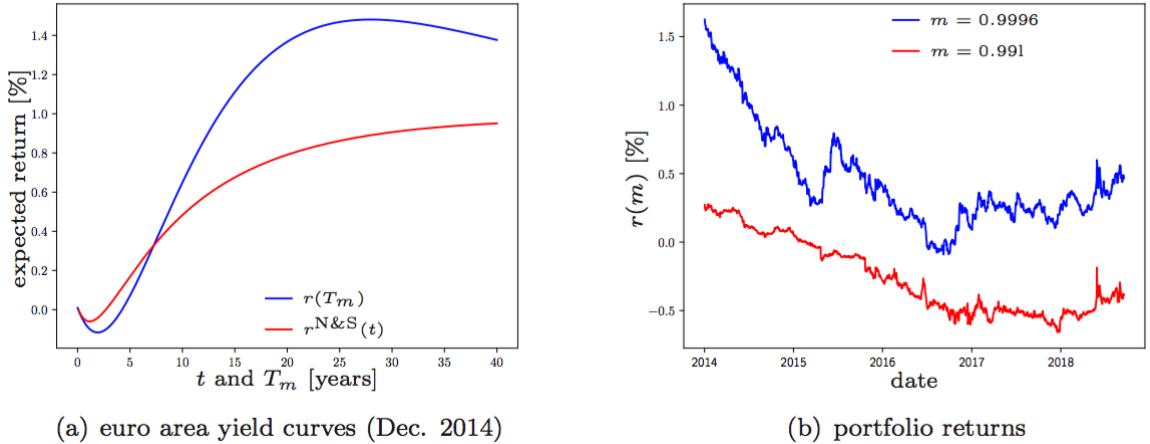 expected return [%]
1.4
1.2
1.0
0.8
0.6
0.4
0.2
0.0
r(Tₘ)
rᴺ&ˢ(t)
0 5 10 15 20 25 30 35 40
t and Tₘ [years]
(a) euro area yield curves (Dec. 2014)
r(m) [%]
1.5
1.0
0.5
0.0
−0.5
m = 0.9996
m = 0.991
2014 2015 2016 2017 2018
date
(b) portfolio returns